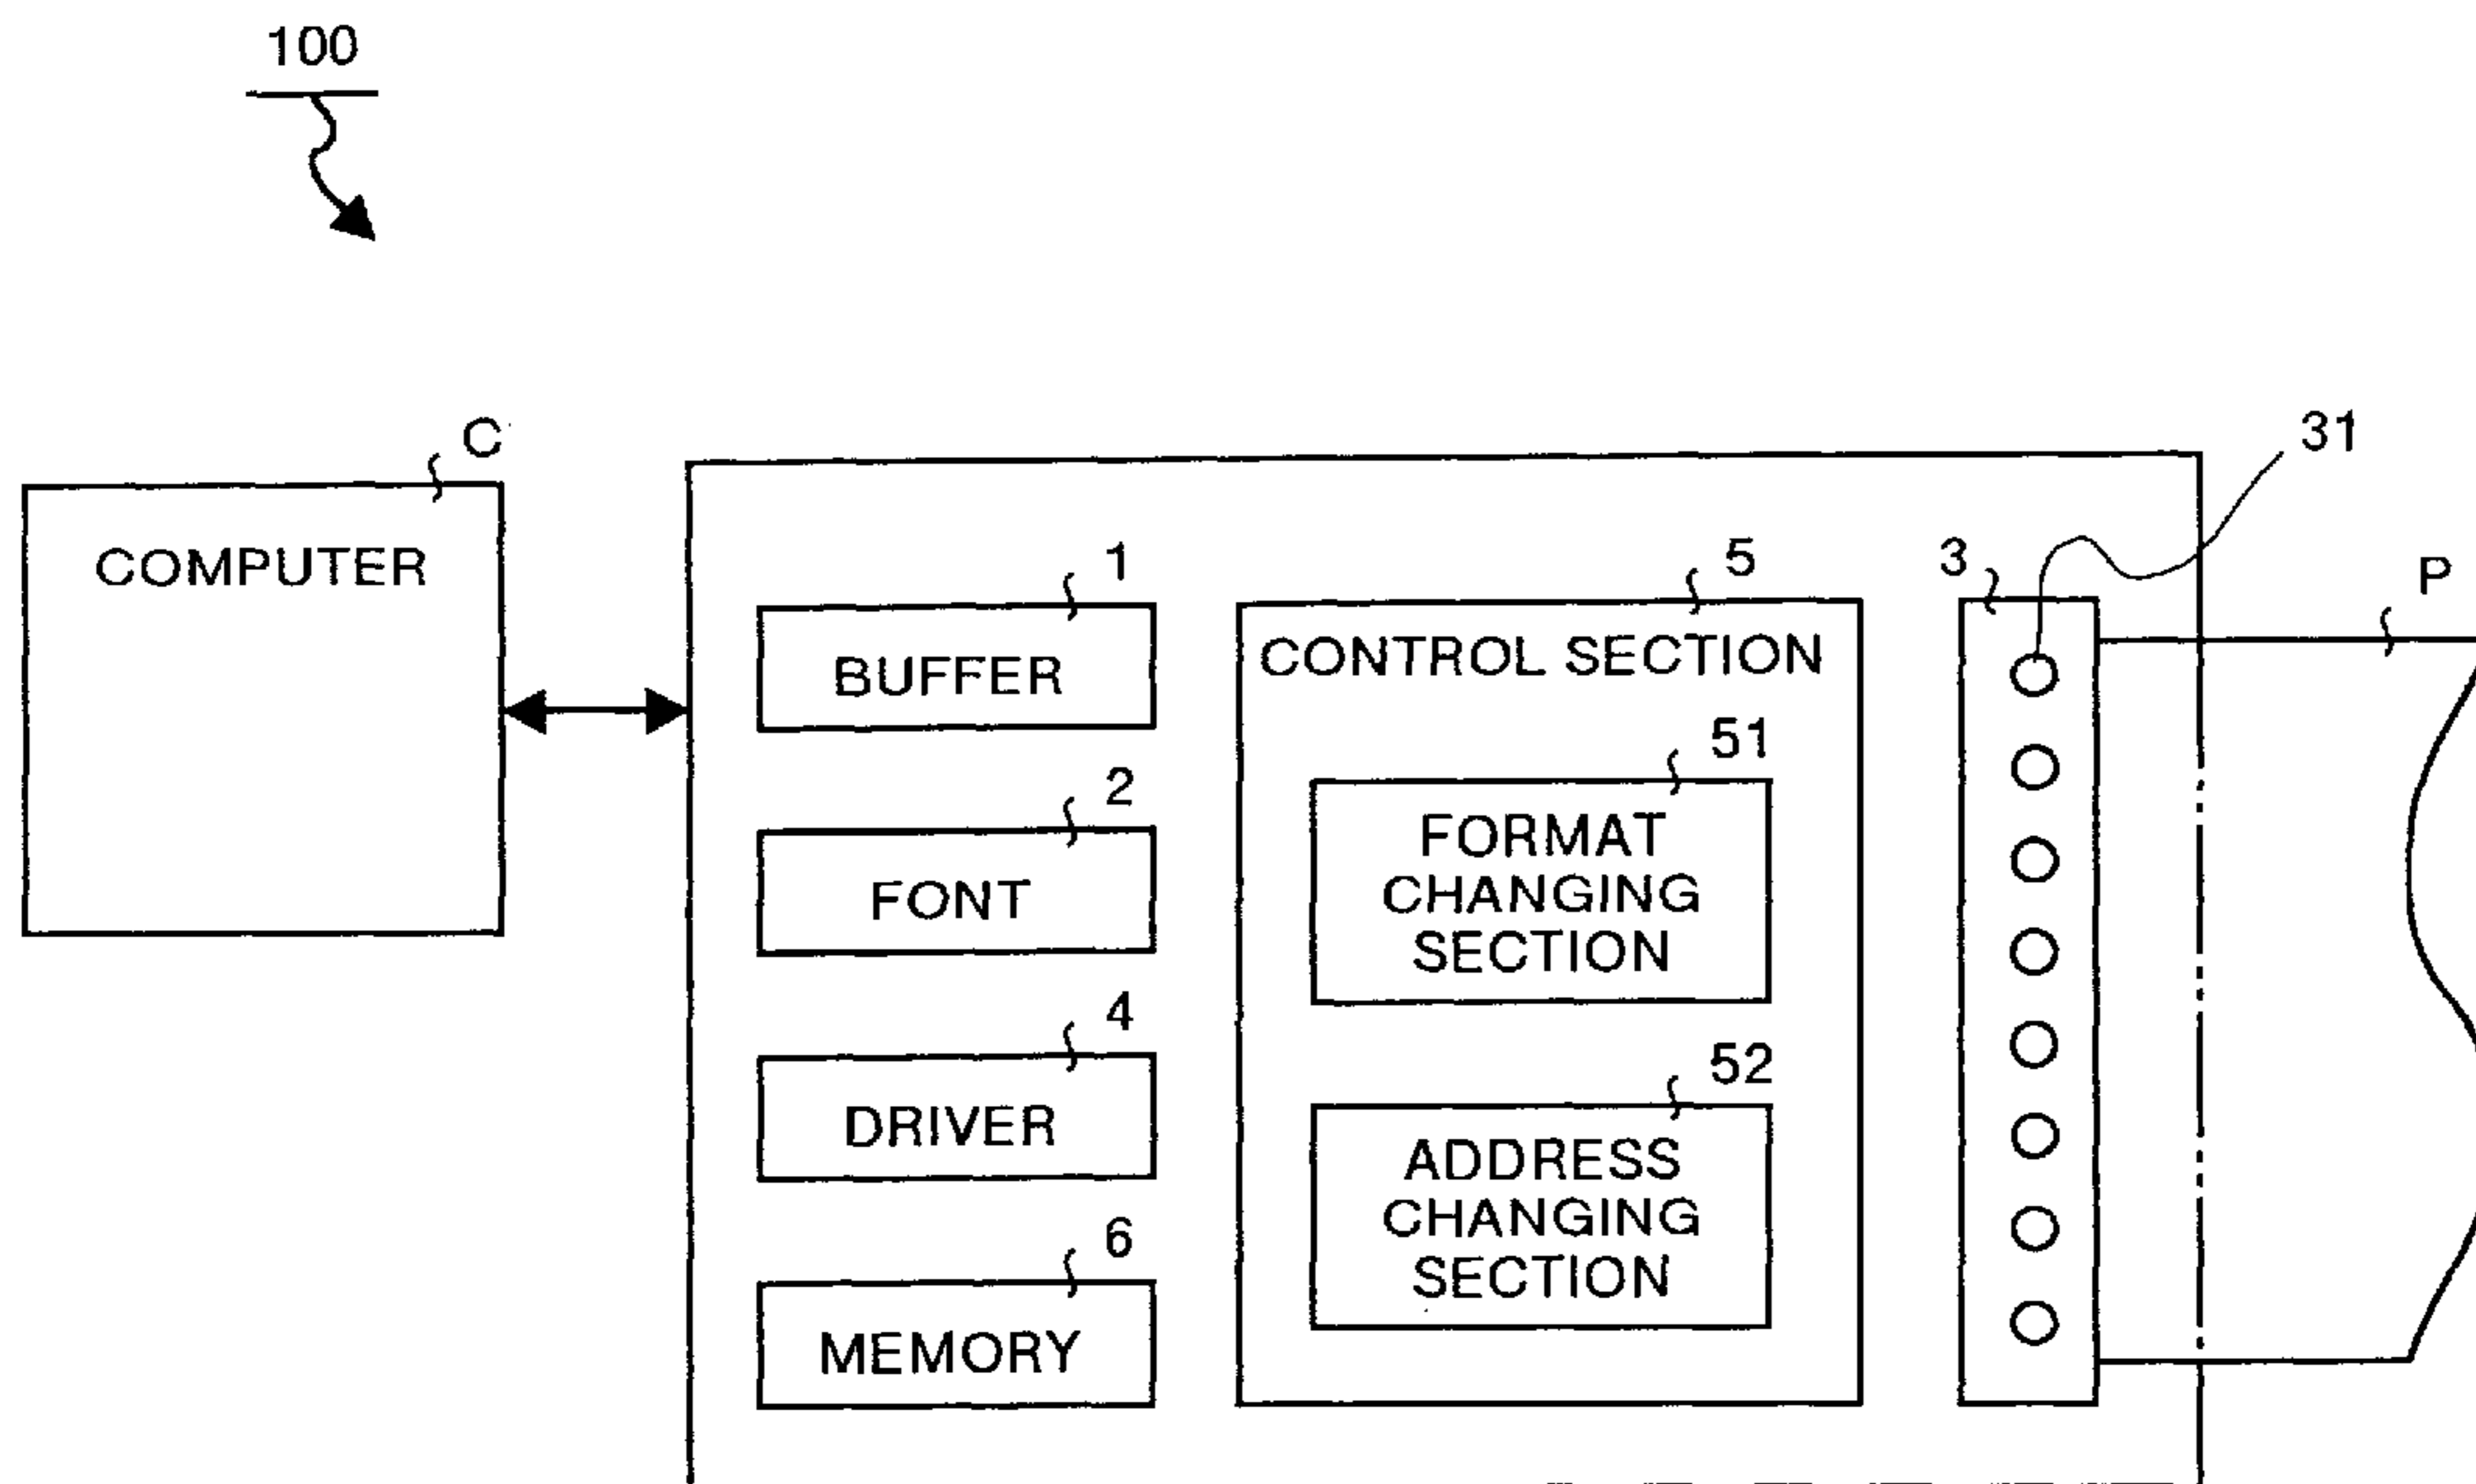 100
C
COMPUTER
31
1
BUFFER
2
FONT
4
DRIVER
6
MEMORY
5
CONTROL SECTION
51
FORMAT
CHANGING
SECTION
52
ADDRESS
CHANGING
SECTION
3
P